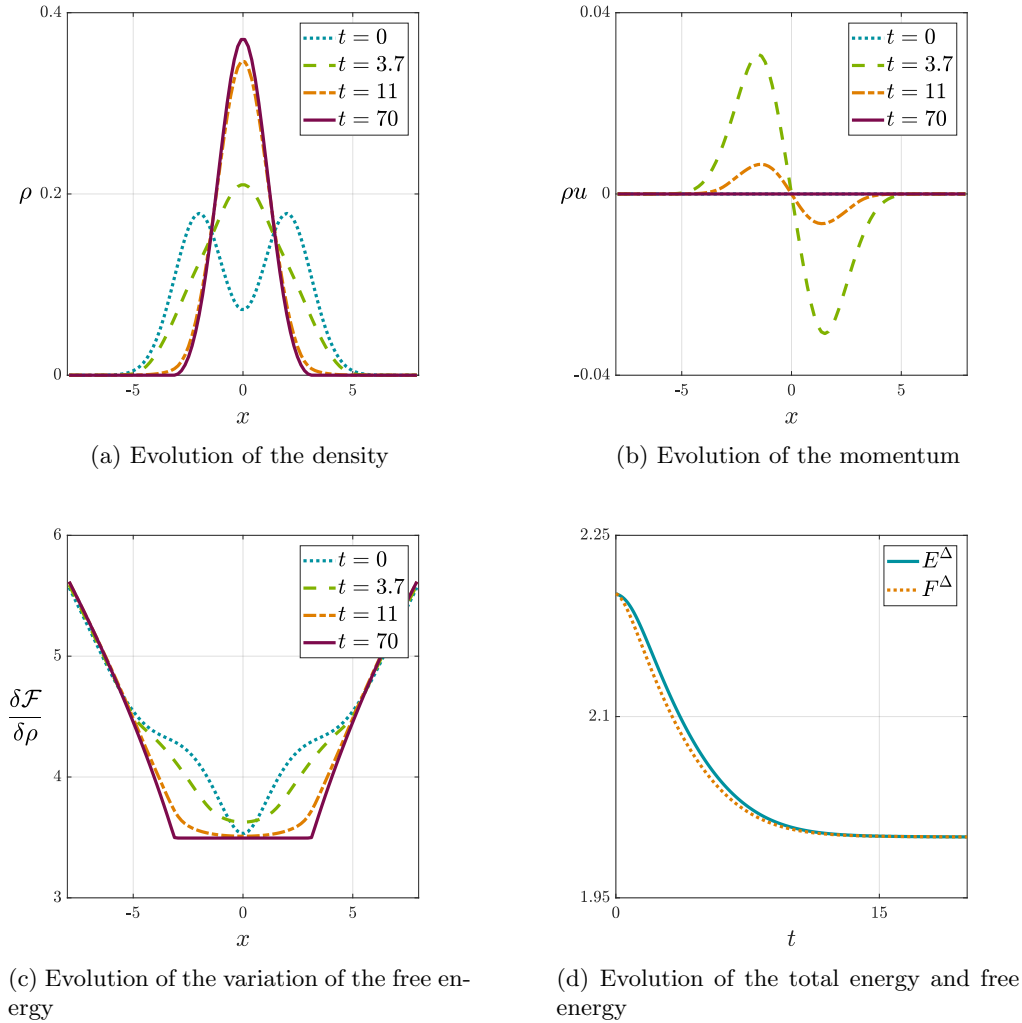 0.4
0.2
0
ρ
-5
0
5
x
t = 0
t = 3.7
t = 11
t = 70
(a) Evolution of the density
0.04
0
-0.04
ρu
-5
0
5
x
t = 0
t = 3.7
t = 11
t = 70
(b) Evolution of the momentum
6
5
4
3
δℱ
δρ
-5
0
5
x
t = 0
t = 3.7
t = 11
t = 70
(c) Evolution of the variation of the free en-
ergy
2.25
2.1
1.95
0
15
t
E^Δ
F^Δ
(d) Evolution of the total energy and free
energy